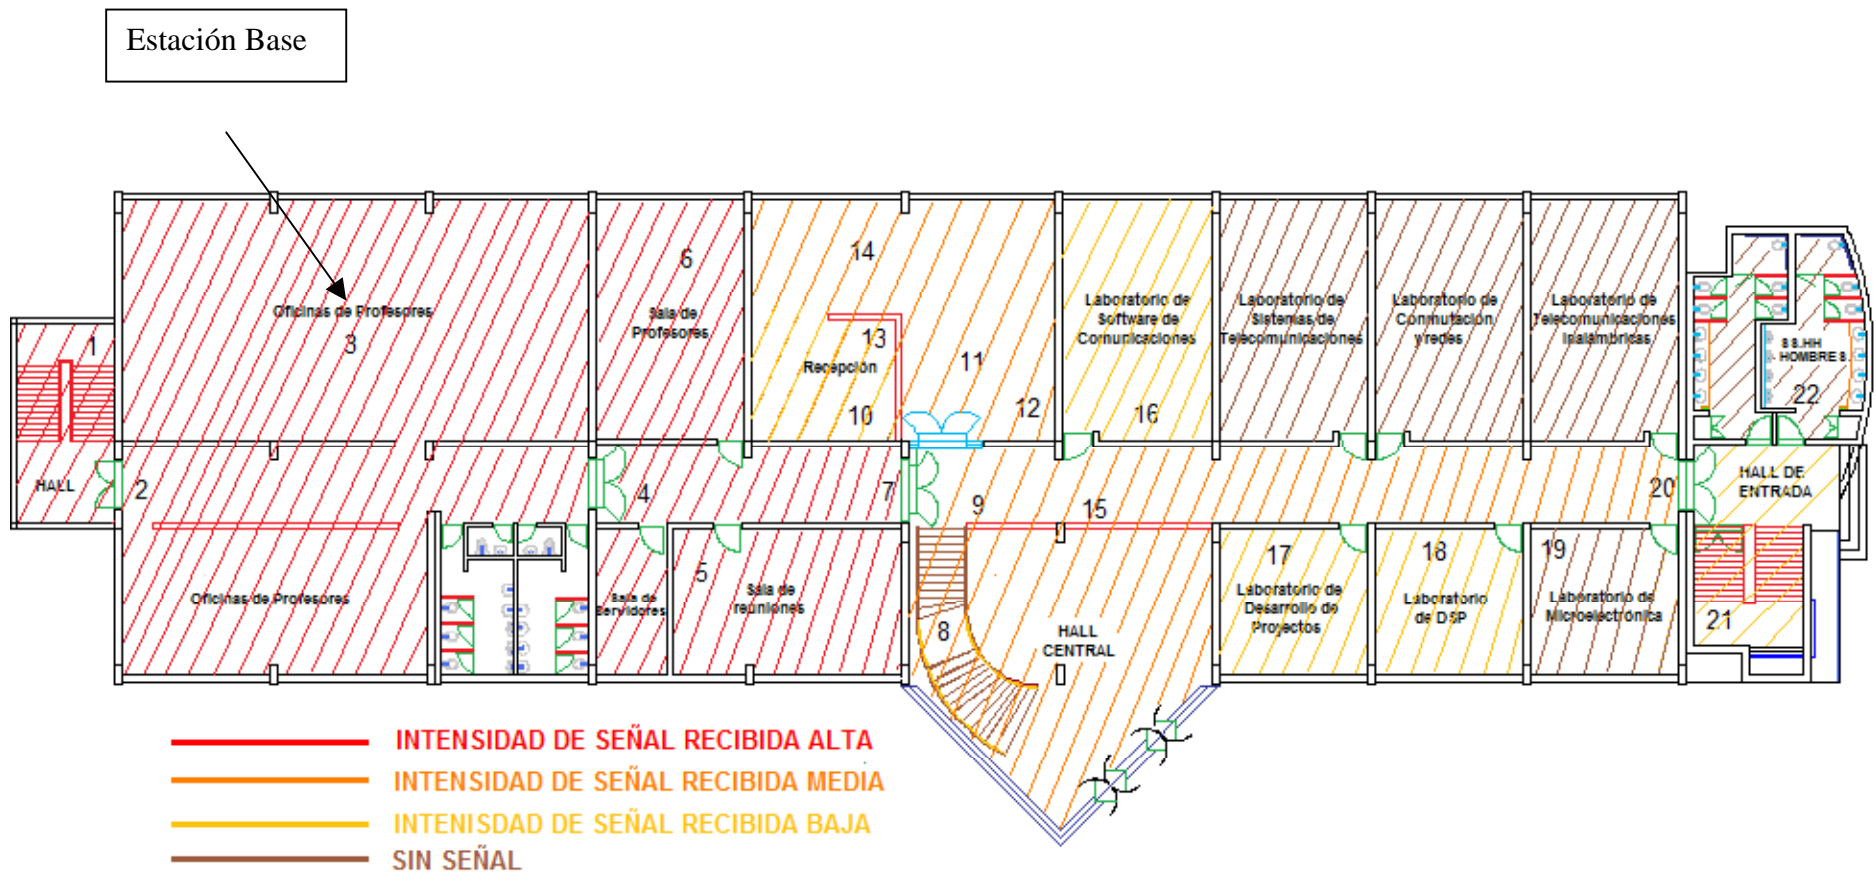 Estación Base
14
6
Oficinas de Profesores
3
Sala de
Profesores
13
Recepción
10
11
12
Laboratorio de
Software de
Comunicaciones
16
Laboratorio de
Sistemas de
Telecomunicaciones
Laboratorio de
Conmutación
y redes
Laboratorio de
Telecomunicaciones
Inalámbricas
SS.HH
HOMBRES.
22
1
HALL
2
4
7
9
15
20
HALL DE
ENTRADA
Oficinas de Profesores
Sala de
Servidores
5
Sala de
reuniones
8
HALL
CENTRAL
17
Laboratorio de
Desarrollo de
Proyectos
18
Laboratorio
de DSP
19
Laboratorio de
Microelectrónica
21
INTENSIDAD DE SEÑAL RECIBIDA ALTA
INTENSIDAD DE SEÑAL RECIBIDA MEDIA
INTENISDAD DE SEÑAL RECIBIDA BAJA
SIN SEÑAL